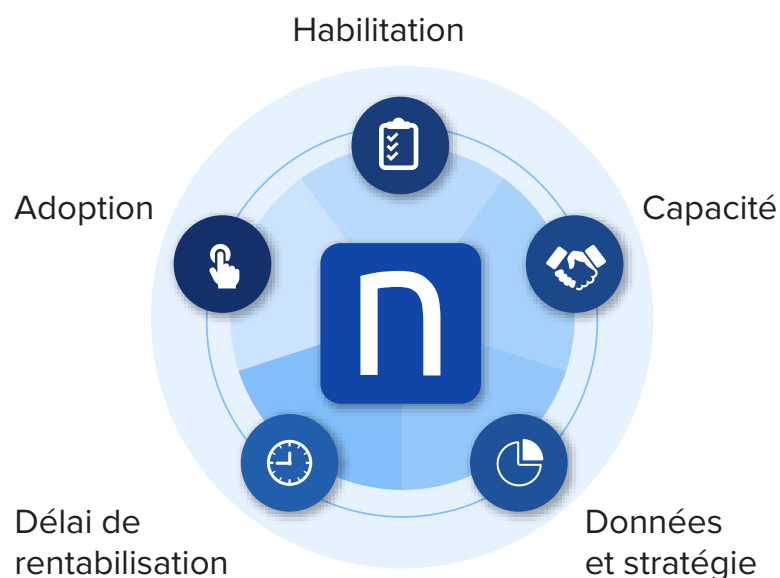 Habilitation
Adoption
Capacité
n
Délai de
rentabilisation
Données
et stratégie